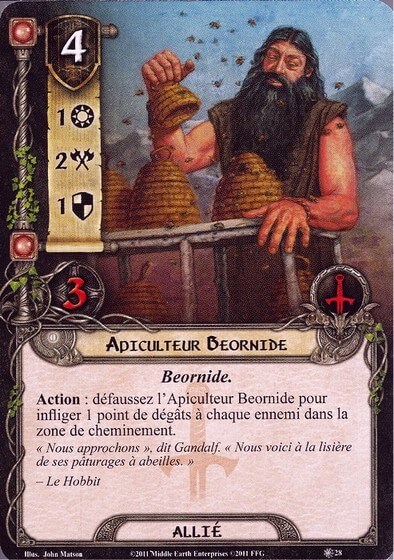 4
1
2
1
3
APICULTEUR BEORNIDE
Beornide.
Action : défaussez l'Apiculteur Beornide pour
infliger 1 point de dégâts à chaque ennemi dans la
zone de cheminement.
« Nous approchons », dit Gandalf. « Nous voici à la lisière
de ses pâturages à abeilles. »
– Le Hobbit
ALLIÉ
Illus. John Matson ©2011 Middle Earth Enterprises ©2011 FFG 28